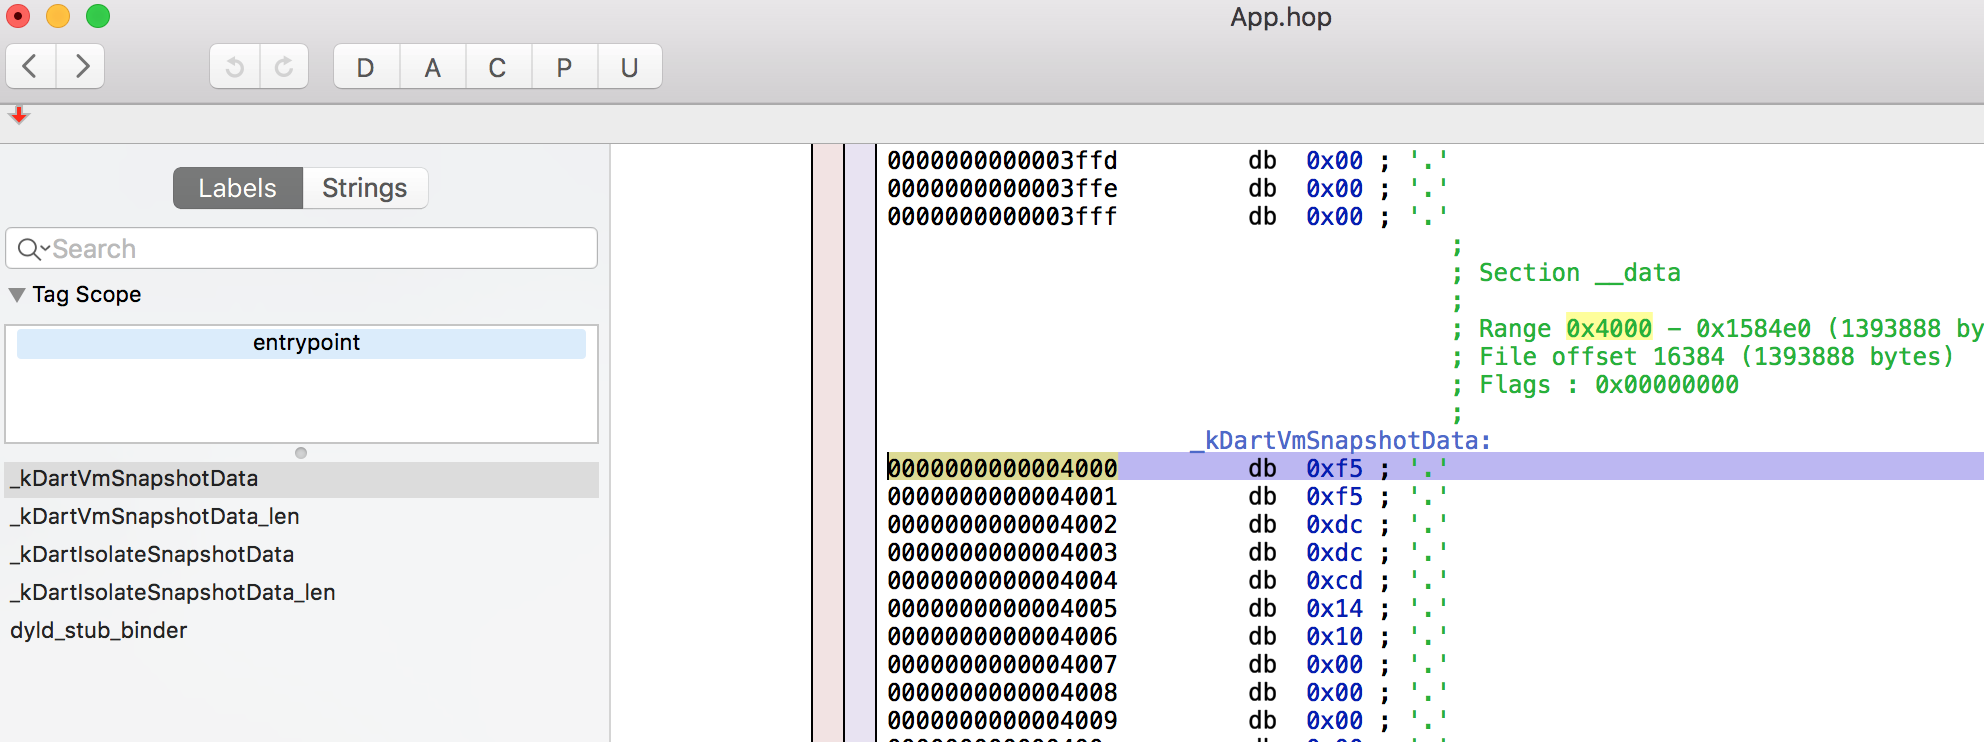 App.hop
D A C P U
Labels Strings
Search
Tag Scope
entrypoint
_kDartVmSnapshotData
_kDartVmSnapshotData_len
_kDartIsolateSnapshotData
_kDartIsolateSnapshotData_len
dyld_stub_binder
0000000000003ffd db 0x00 ; '.'
0000000000003ffe db 0x00 ; '.'
0000000000003fff db 0x00 ; '.'
;
; Section __data
;
; Range 0x4000 – 0x1584e0 (1393888 by
; File offset 16384 (1393888 bytes)
; Flags : 0x00000000
;
_kDartVmSnapshotData:
0000000000004000 db 0xf5 ; '.'
0000000000004001 db 0xf5 ; '.'
0000000000004002 db 0xdc ; '.'
0000000000004003 db 0xdc ; '.'
0000000000004004 db 0xcd ; '.'
0000000000004005 db 0x14 ; '.'
0000000000004006 db 0x10 ; '.'
0000000000004007 db 0x00 ; '.'
0000000000004008 db 0x00 ; '.'
0000000000004009 db 0x00 ; '.'